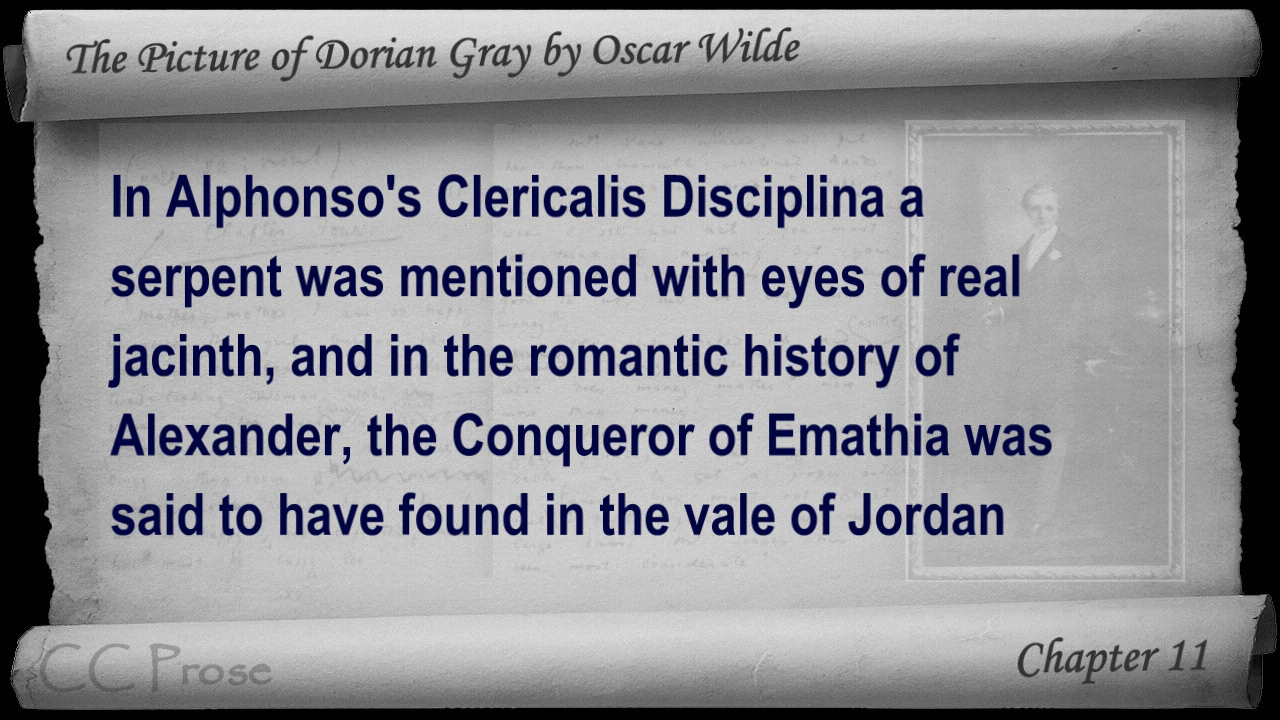 The Picture of Dorian Gray by Oscar Wilde
In Alphonso's Clericalis Disciplina a
serpent was mentioned with eyes of real
jacinth, and in the romantic history of
Alexander, the Conqueror of Emathia was
said to have found in the vale of Jordan
CC Prose
Chapter 11